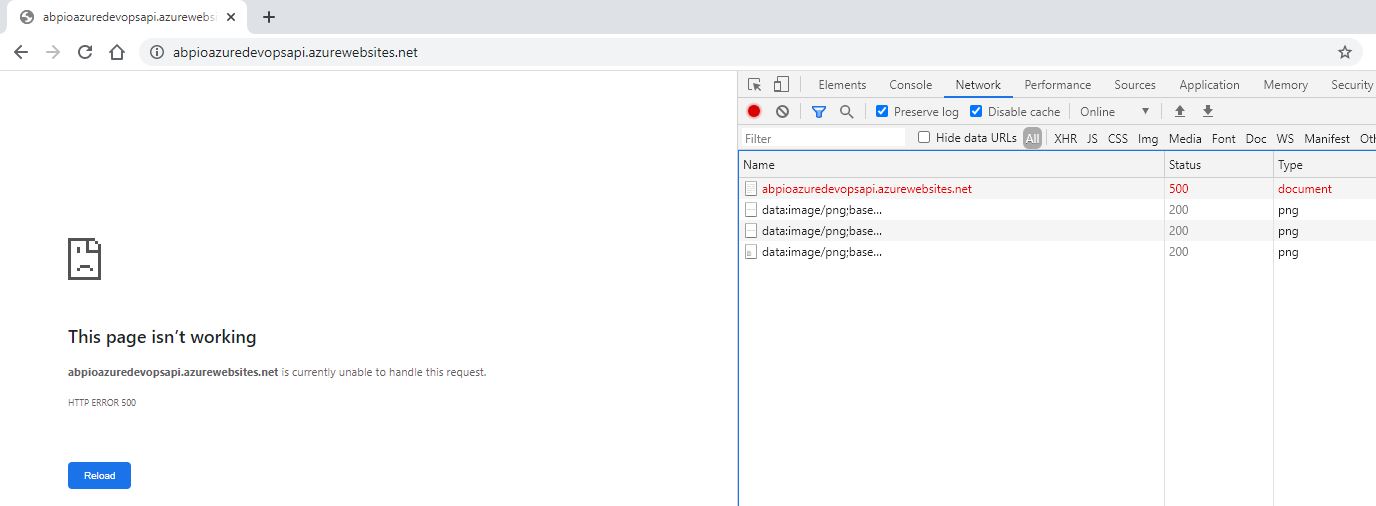 abpioazuredevopsapi.azurewebsi
abpioazuredevopsapi.azurewebsites.net
This page isn’t working
abpioazuredevopsapi.azurewebsites.net is currently unable to handle this request.
HTTP ERROR 500
Reload
Elements Console Network Performance Sources Application Memory Security
Preserve log Disable cache Online
Filter Hide data URLs All XHR JS CSS Img Media Font Doc WS Manifest Oth
Name Status Type
abpioazuredevopsapi.azurewebsites.net 500 document
data:image/png;base... 200 png
data:image/png;base... 200 png
data:image/png;base... 200 png